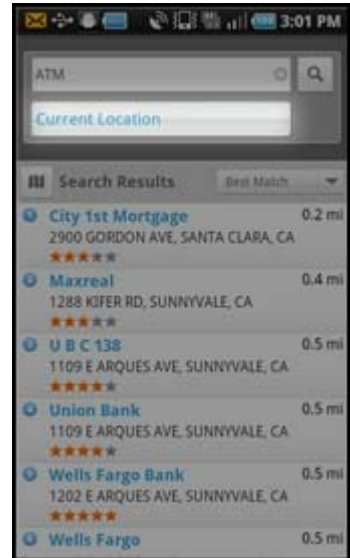 3:01 PM
ATM
Current Location
Search Results
Best Match
City 1st Mortgage 0.2 mi
2900 GORDON AVE, SANTA CLARA, CA
Maxreal 0.4 mi
1288 KIFER RD, SUNNYVALE, CA
U B C 138 0.5 mi
1109 E ARQUES AVE, SUNNYVALE, CA
Union Bank 0.5 mi
1109 E ARQUES AVE, SUNNYVALE, CA
Wells Fargo Bank 0.5 mi
1202 E ARQUES AVE, SUNNYVALE, CA
Wells Fargo 0.5 mi